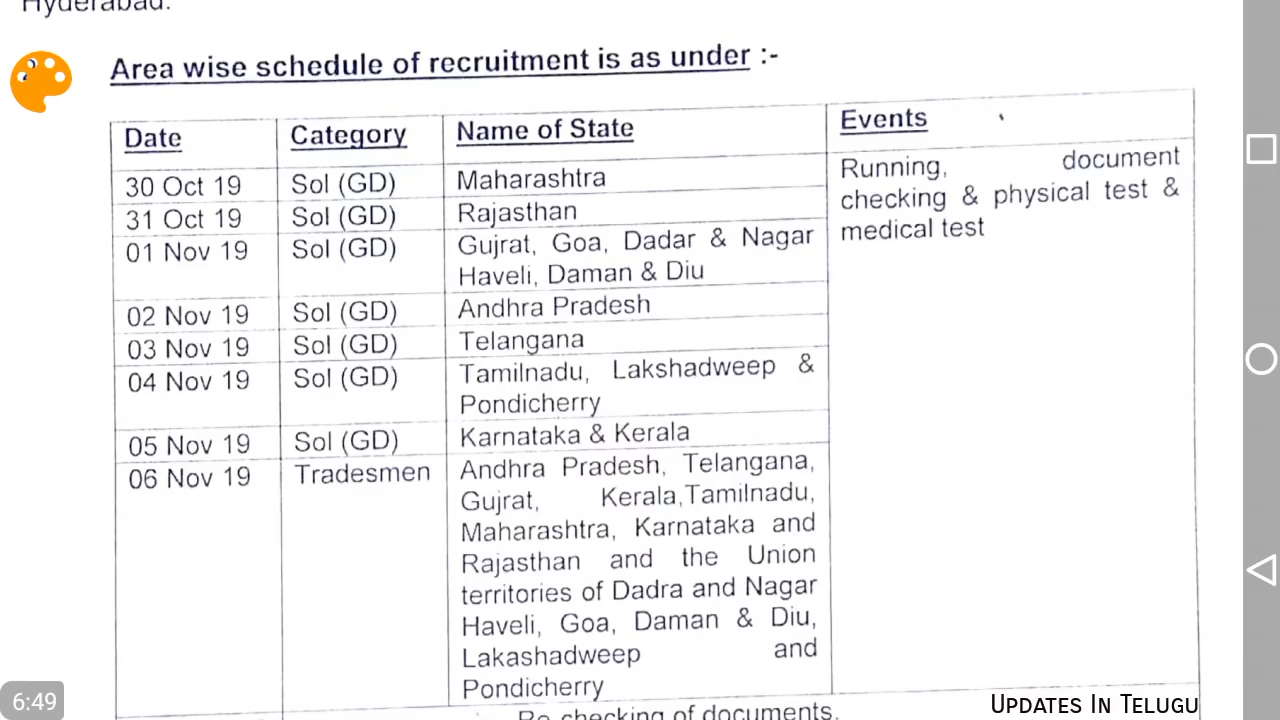 Hyderabad.
Area wise schedule of recruitment is as under :-
Date Category Name of State Events
30 Oct 19 Sol (GD) Maharashtra Running, document
31 Oct 19 Sol (GD) Rajasthan checking & physical test &
01 Nov 19 Sol (GD) Gujrat, Goa, Dadar & Nagar medical test
Haveli, Daman & Diu
02 Nov 19 Sol (GD) Andhra Pradesh
03 Nov 19 Sol (GD) Telangana
04 Nov 19 Sol (GD) Tamilnadu, Lakshadweep &
Pondicherry
05 Nov 19 Sol (GD) Karnataka & Kerala
06 Nov 19 Tradesmen Andhra Pradesh, Telangana,
Gujrat, Kerala,Tamilnadu,
Maharashtra, Karnataka and
Rajasthan and the Union
territories of Dadra and Nagar
Haveli, Goa, Daman & Diu,
Lakashadweep and
Pondicherry
checking of documents.
6:49
UPDATES IN TELUGU